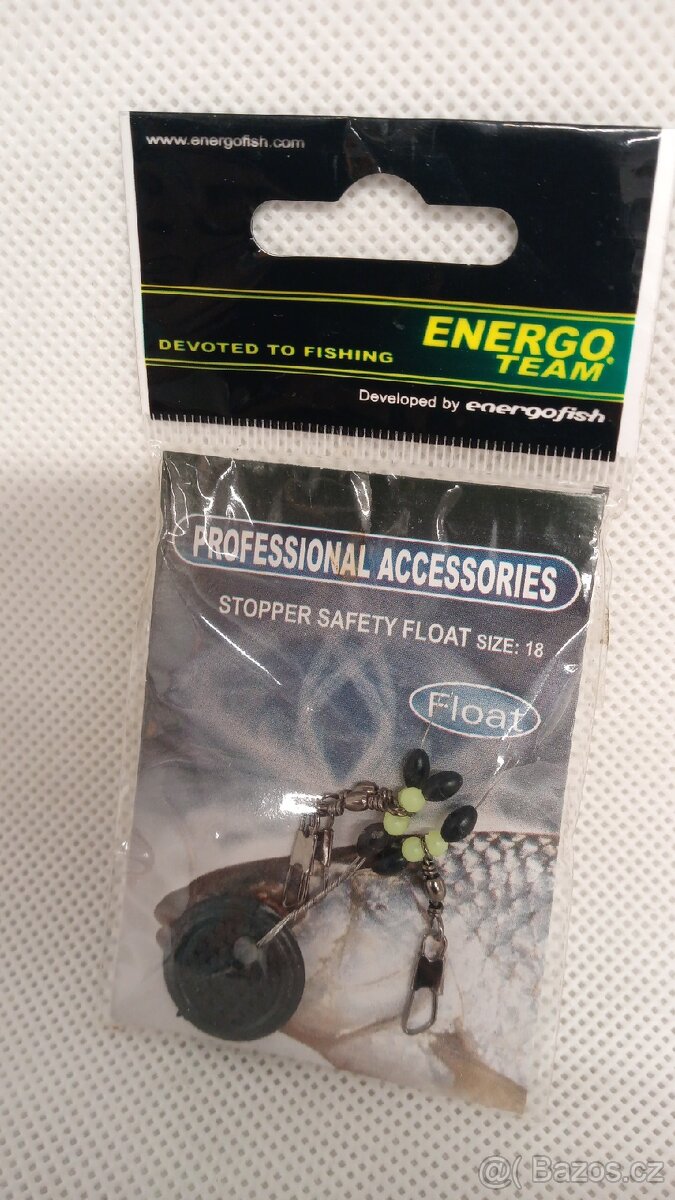 www.energofish.com
ENERGO
TEAM®
DEVOTED TO FISHING
Developed by energofish
PROFESSIONAL ACCESSORIES
STOPPER SAFETY FLOAT SIZE: 18
Float
@( Bazos.cz